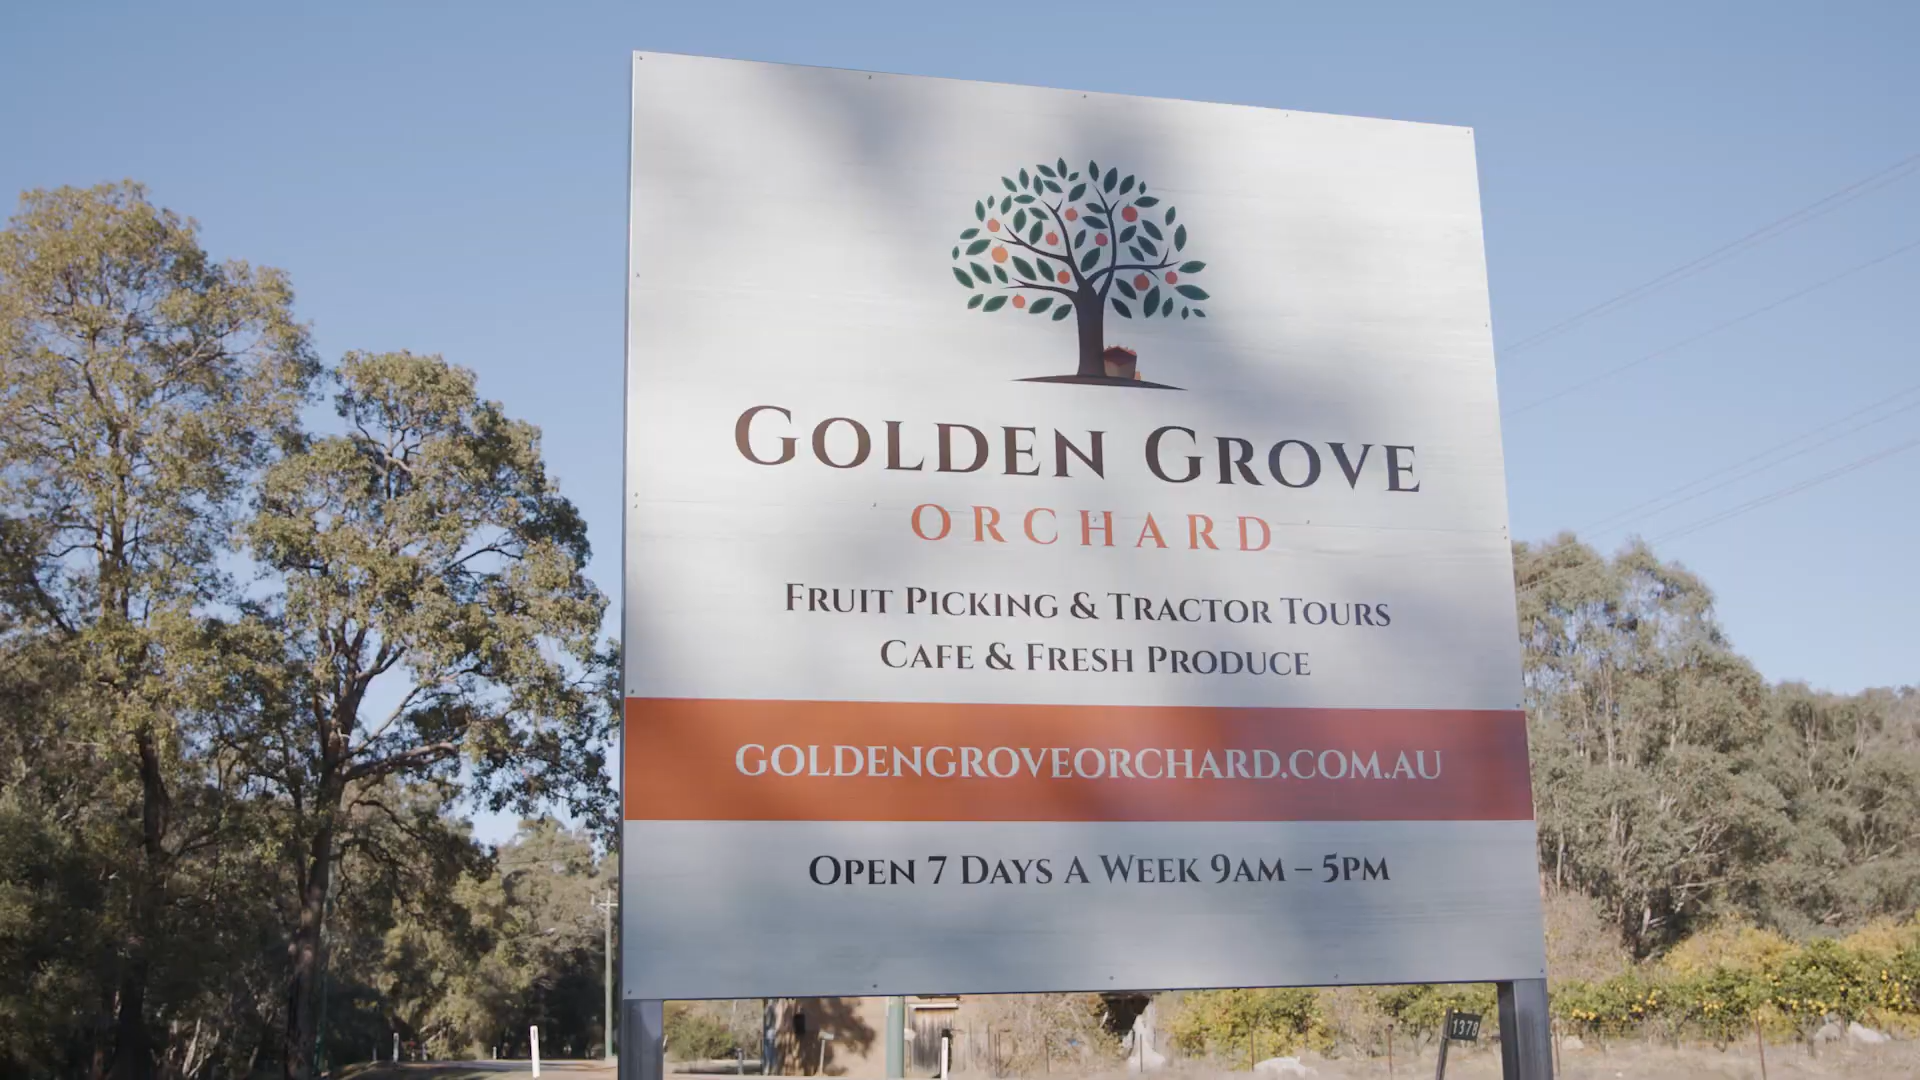 GOLDEN GROVE
ORCHARD
FRUIT PICKING & TRACTOR TOURS
CAFE & FRESH PRODUCE
GOLDENGROVEORCHARD.COM.AU
OPEN 7 DAYS A WEEK 9AM – 5PM
1378